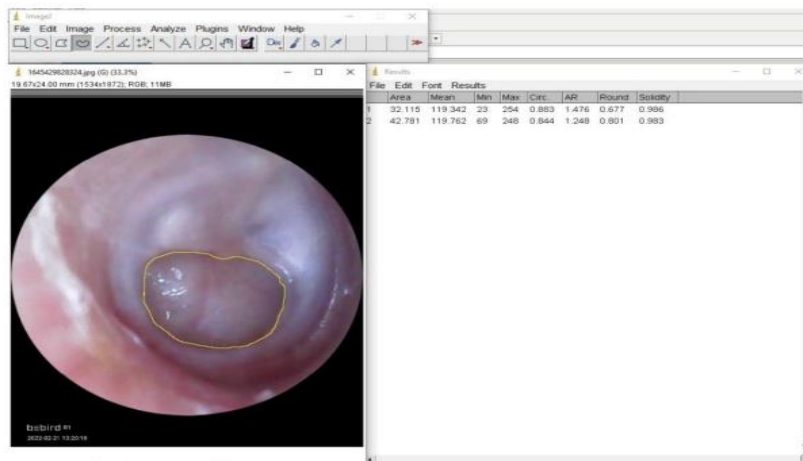 ImageJ
File Edit Image Process Analyze Plugins Window Help
1645429828324.jpg (G) (33.3%)
19.67x24.00 mm (1534x1872); RGB; 11MB
bebird
2022-02-21 13:20:16
Results
File Edit Font Results
Area Mean Min Max Circ. AR Round Solidity
1 32.115 119.342 23 254 0.883 1.476 0.677 0.986
2 42.781 119.762 69 248 0.844 1.248 0.801 0.983